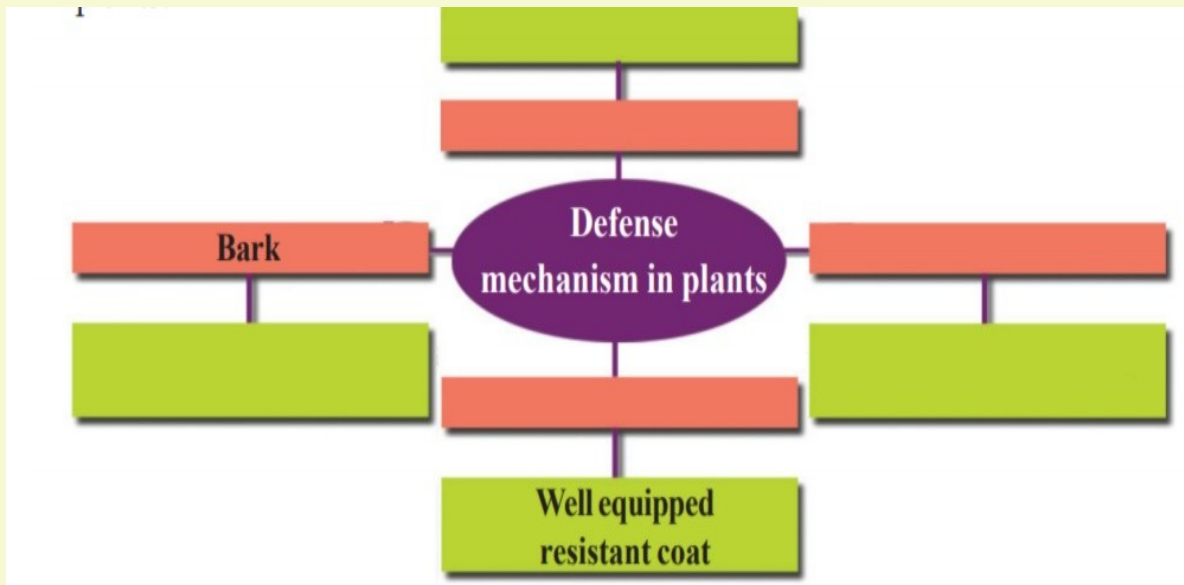 Defense
mechanism in plants
Bark
Well equipped
resistant coat